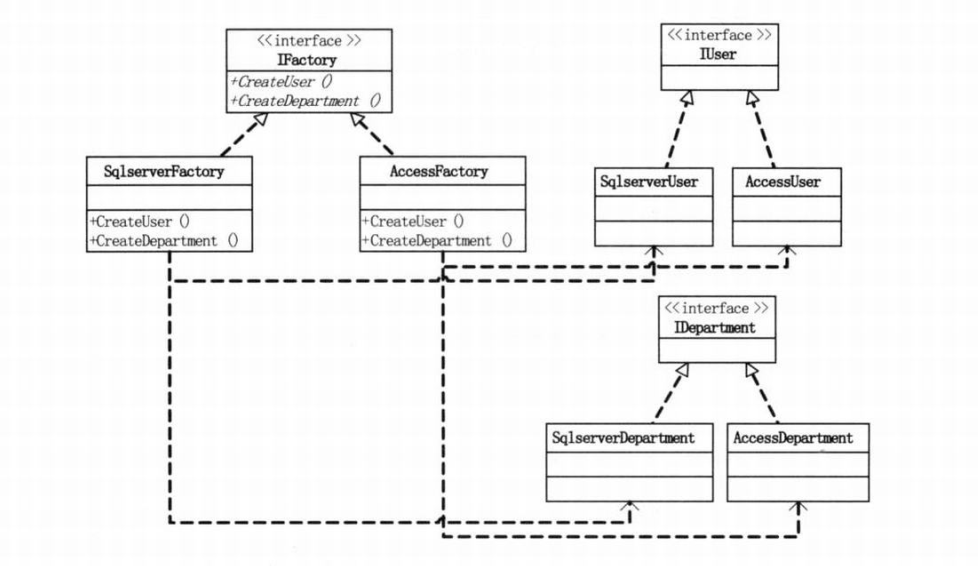 <<interface>>
IFactory
+CreateUser ()
+CreateDepartment ()
SqlserverFactory
+CreateUser ()
+CreateDepartment ()
AccessFactory
+CreateUser ()
+CreateDepartment ()
<<interface>>
IUser
SqlserverUser
AccessUser
<<interface>>
IDepartment
SqlserverDepartment
AccessDepartment